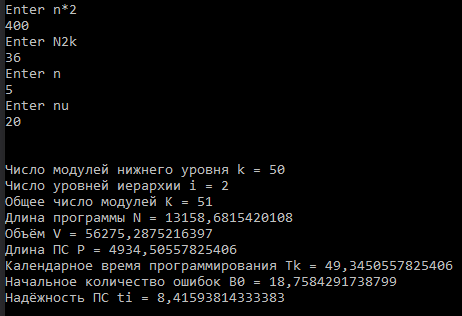 Enter n*2
400
Enter N2k
36
Enter n
5
Enter nu
20
Число модулей нижнего уровня k = 50
Число уровней иерархи i = 2
Общее число модулей K = 51
Длина программы N = 13158,6815420108
Объём V = 56275,2875216397
Длина ПС P = 4934,50557825406
Календарное время программирования Tk = 49,3450557825406
Начальное количество ошибок B0 = 18,7584291738799
Надёжность ПС ti = 8,41593814333383